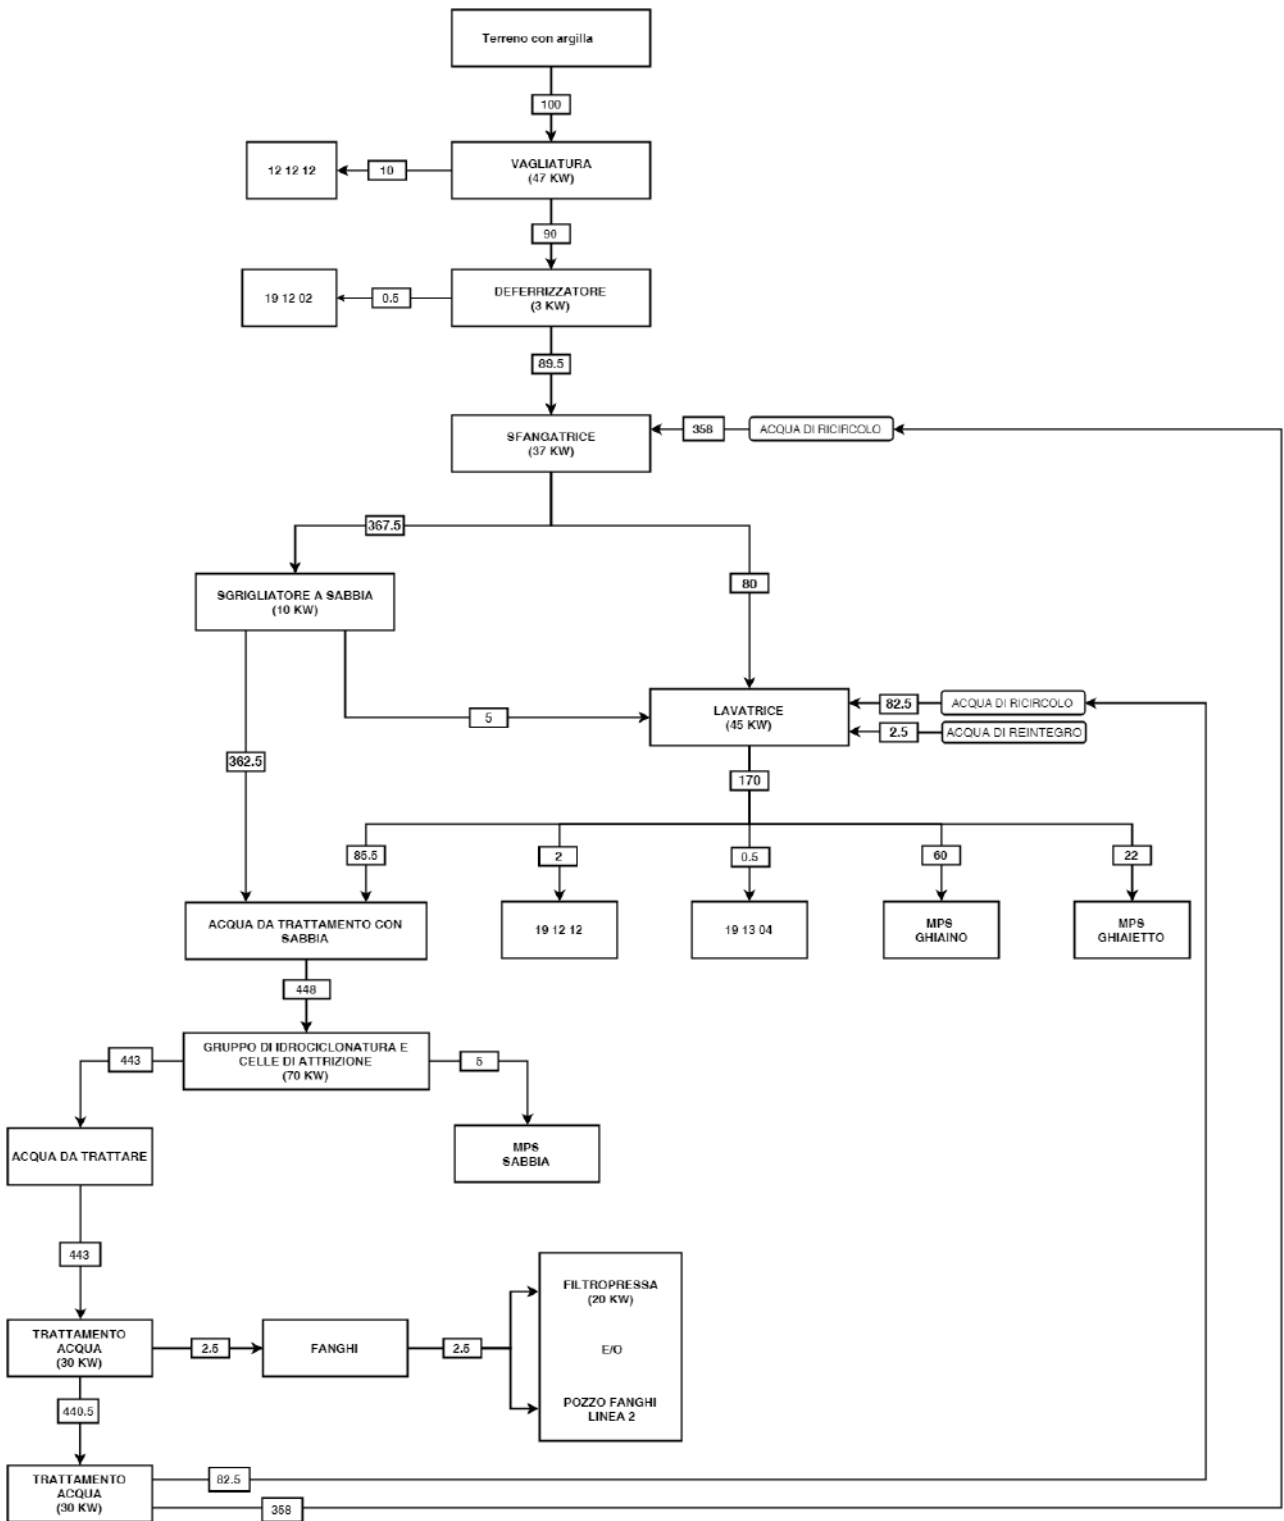 Terreno con argilla
100
12 12 12
10
VAGLIATURA
(47 KW)
90
19 12 02
0.5
DEFERRIZZATORE
(3 KW)
89.5
SFANGATRICE
(37 KW)
358
ACQUA DI RICIRCOLO
367.5
80
SGRIGLIATORE A SABBIA
(10 KW)
5
LAVATRICE
(45 KW)
82.5
ACQUA DI RICIRCOLO
2.5
ACQUA DI REINTEGRO
362.5
170
85.5
2
0.5
60
22
ACQUA DA TRATTAMENTO CON
SABBIA
19 12 12
19 13 04
MPS
GHIAINO
MPS
GHIAIETTO
448
443
GRUPPO DI IDROCICLONATURA E
CELLE DI ATTRIZIONE
(70 KW)
5
ACQUA DA TRATTARE
MPS
SABBIA
443
TRATTAMENTO
ACQUA
(30 KW)
2.5
FANGHI
2.5
FILTROPRESSA
(20 KW)
E/O
POZZO FANGHI
LINEA 2
440.5
TRATTAMENTO
ACQUA
(30 KW)
82.5
358